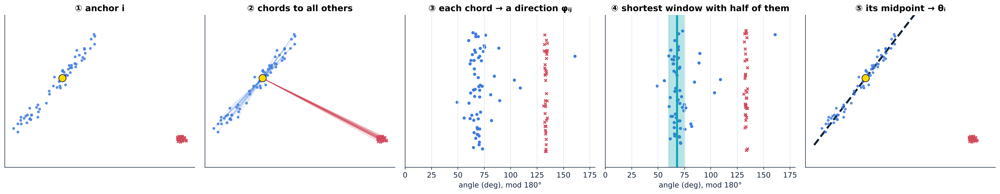 ① anchor i
② chords to all others
③ each chord → a direction φᵢⱼ
④ shortest window with half of them
⑤ its midpoint → θᵢ
0 25 50 75 100 125 150 175
angle (deg), mod 180°
0 25 50 75 100 125 150 175
angle (deg), mod 180°